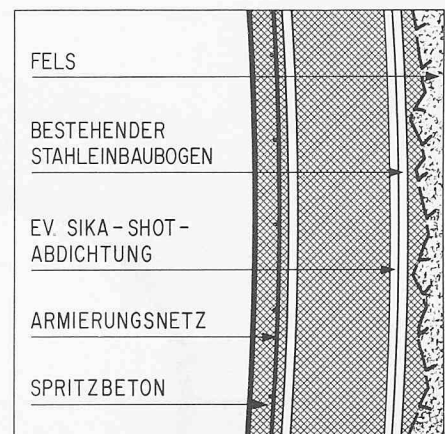 FELS
BESTEHENDER
STAHLEINBAUBOGEN
EV. SIKA-SHOT-
ABDICHTUNG
ARMIERUNGSNETZ
SPRITZBETON